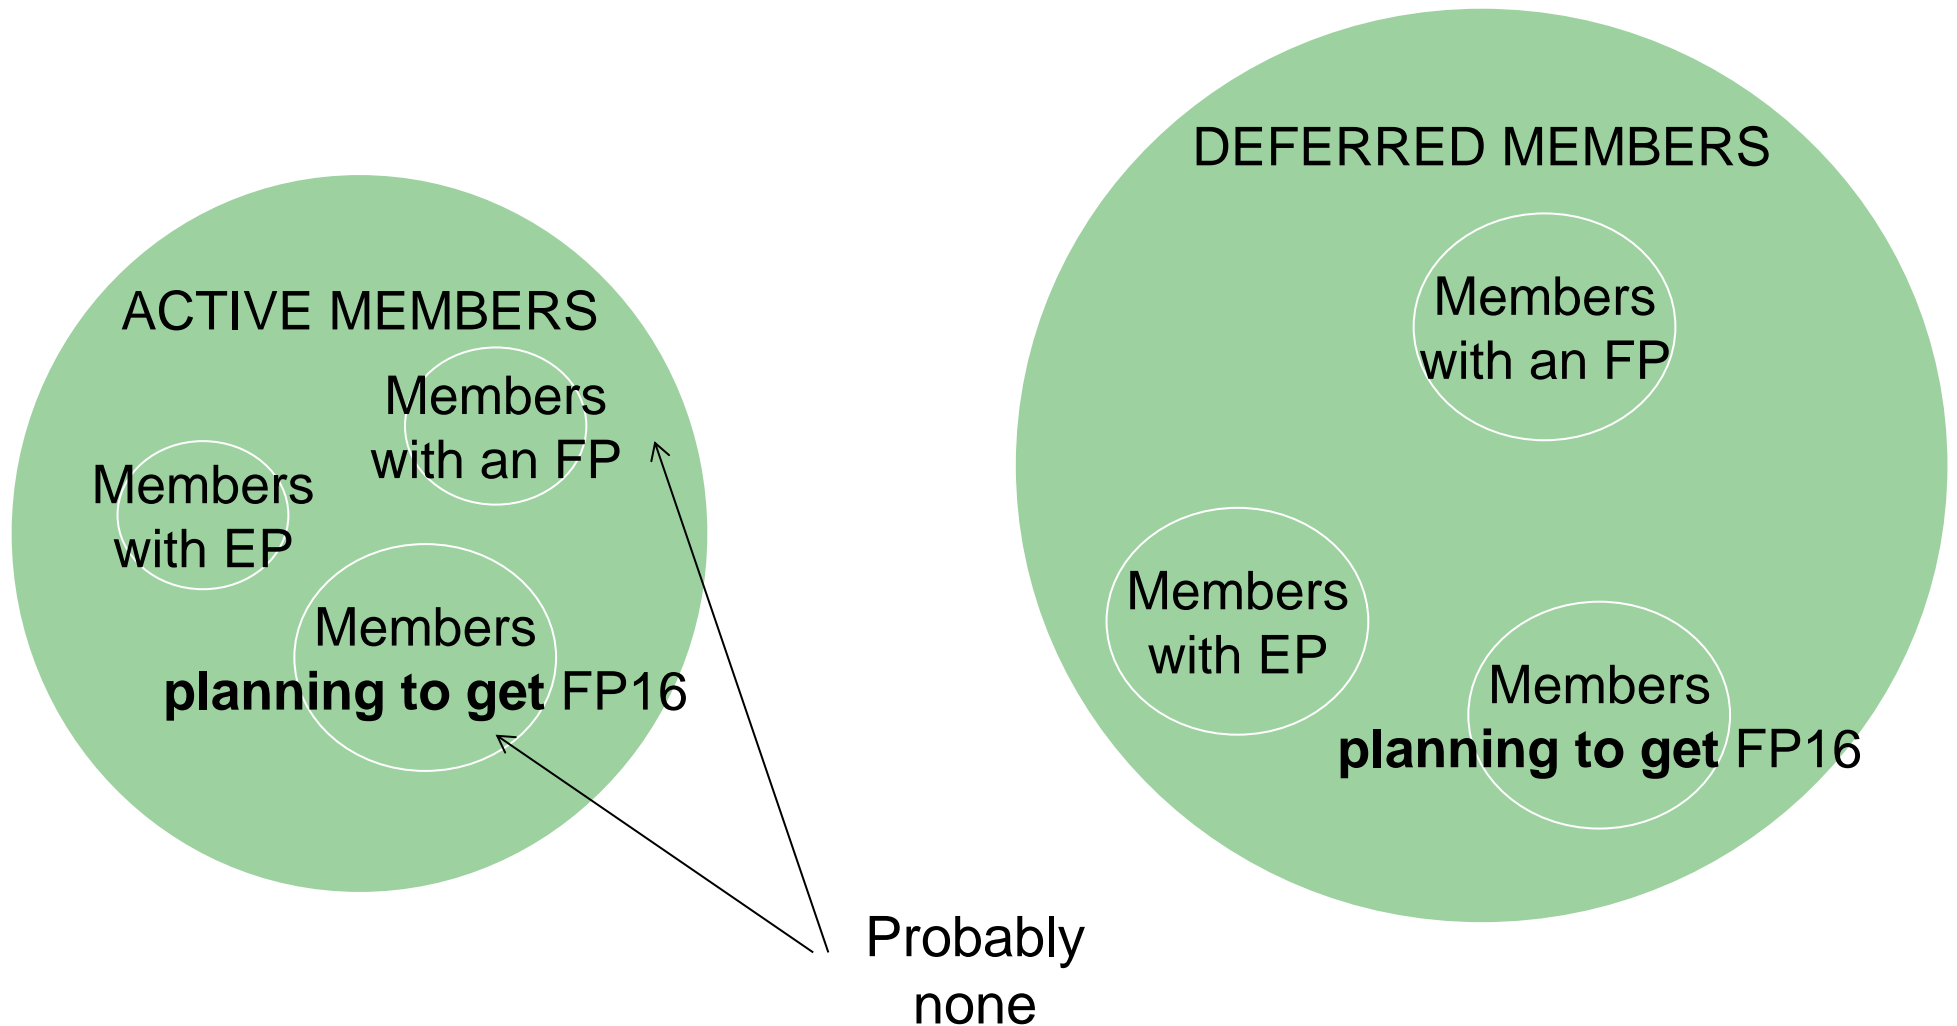 ACTIVE MEMBERS
Members
with an FP
Members
with EP
Members
planning to get FP16
DEFERRED MEMBERS
Members
with an FP
Members
with EP
Members
planning to get FP16
Probably
none